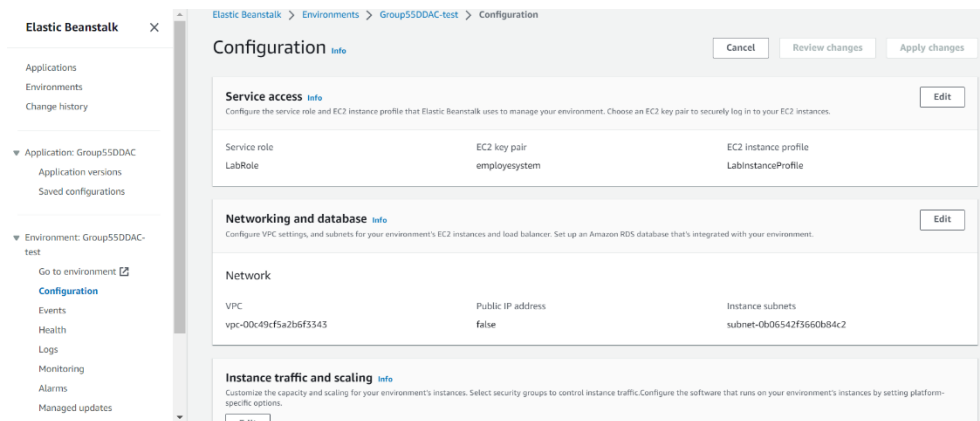 Elastic Beanstalk
Applications
Environments
Change history
Application: Group55DDAC
Application versions
Saved configurations
Environment: Group55DDAC-
test
Go to environment
Configuration
Events
Health
Logs
Monitoring
Alarms
Managed updates
Elastic Beanstalk > Environments > Group55DDAC-test > Configuration
Configuration Info
Cancel
Review changes
Apply changes
Service access Info
Edit
Configure the service role and EC2 instance profile that Elastic Beanstalk uses to manage your environment. Choose an EC2 key pair to securely log in to your EC2 instances.
Service role
EC2 key pair
EC2 instance profile
LabRole
employesystem
LabInstanceProfile
Networking and database Info
Edit
Configure VPC settings, and subnets for your environment's EC2 instances and load balancer. Set up an Amazon RDS database that's integrated with your environment.
Network
VPC
Public IP address
Instance subnets
vpc-00c49cf5a2b6f3343
false
subnet-0b06542f3660b84c2
Instance traffic and scaling Info
Customize the capacity and scaling for your environment's instances. Select security groups to control instance traffic.Configure the software that runs on your environment's instances by setting platform-
specific options.